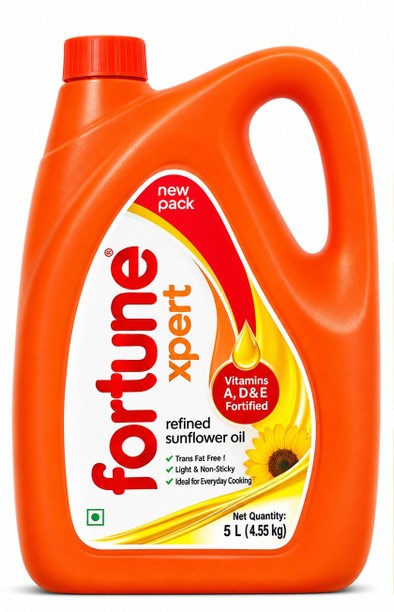 new
pack
fortune®
xpert
Vitamins
A, D & E
Fortified
refined
sunflower oil
✓ Trans Fat Free !
✓ Light & Non-Sticky
✓ Ideal for Everyday Cooking
Net Quantity:
5 L (4.55 kg)